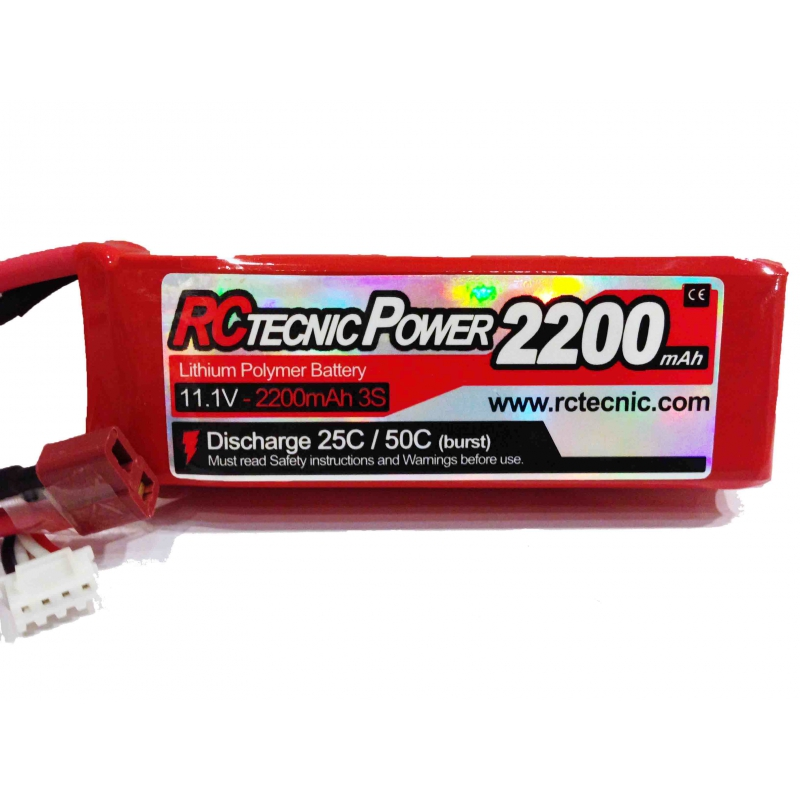 RCTECNICPOWER 2200mAh
CE
Lithium Polymer Battery
11.1V - 2200mAh 3S
www.rctecnic.com
Discharge 25C / 50C (burst)
Must read Safety instructions and Warnings before use.